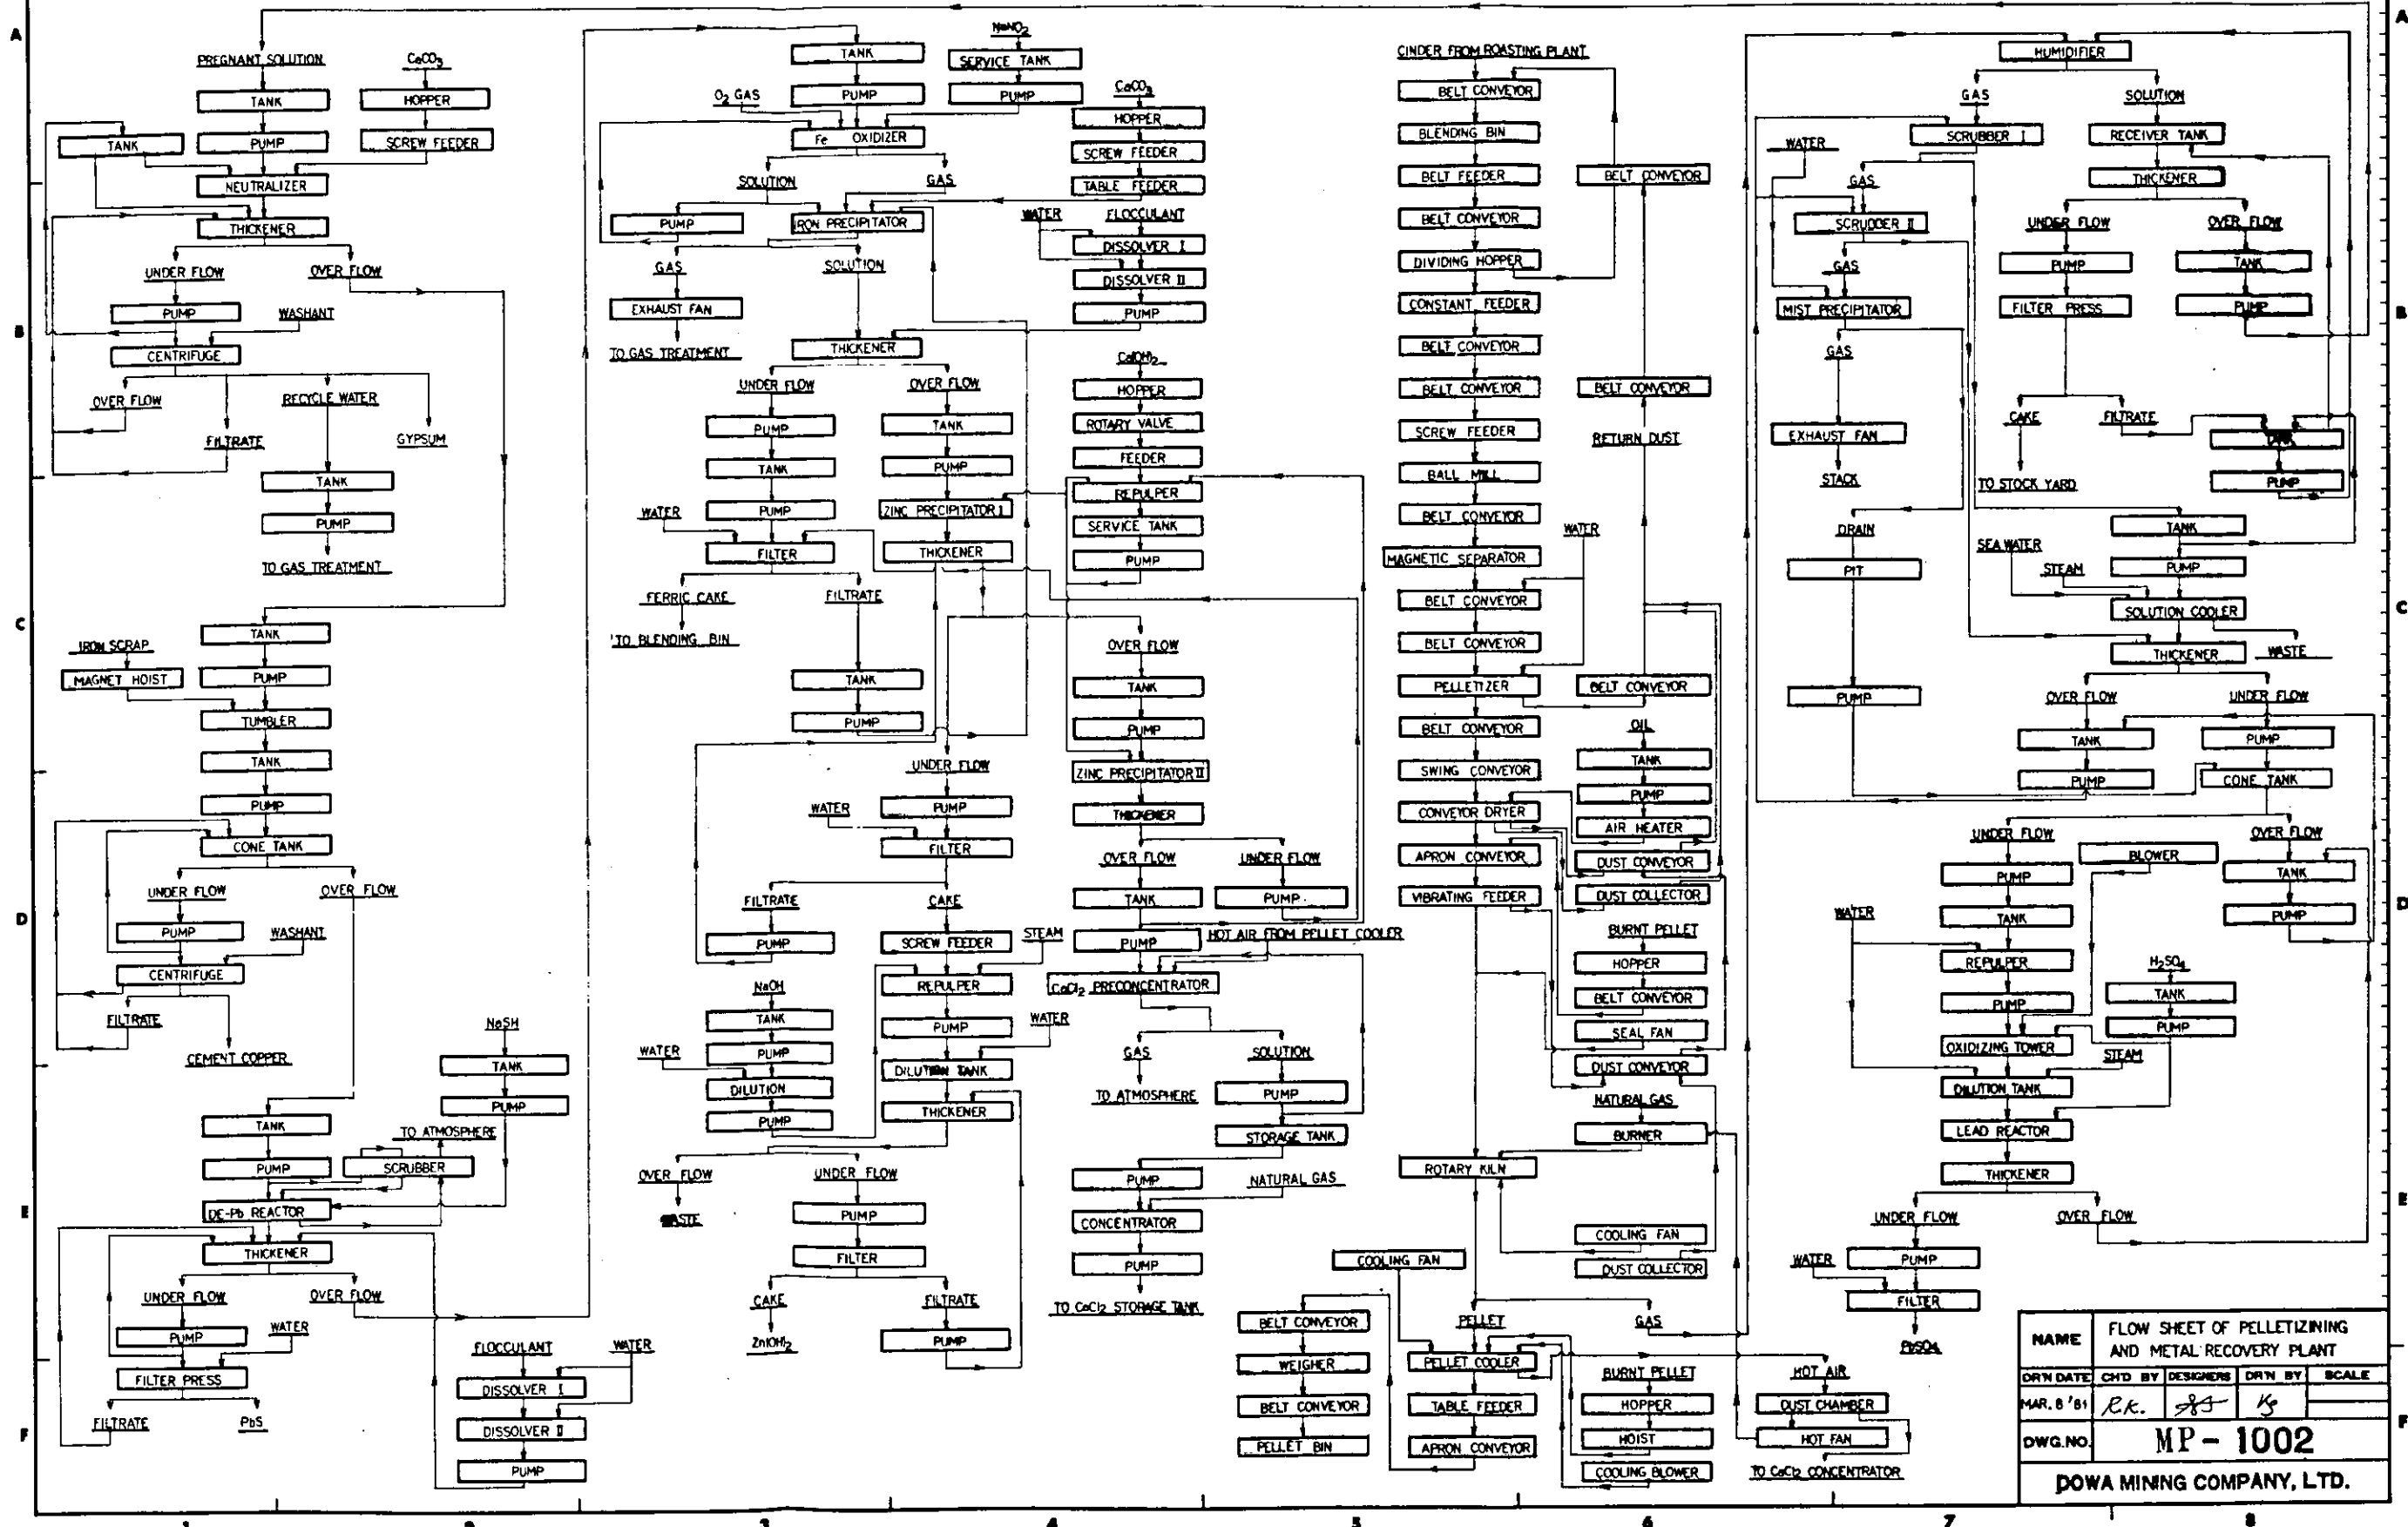 A
A
PREGNANT SOLUTION
TANK
PUMP
CaCO3
HOPPER
SCREW FEEDER
TANK
NEUTRALIZER
THICKENER
UNDER FLOW
OVER FLOW
PUMP
WASHANT
CENTRIFUGE
OVER FLOW
FILTRATE
RECYCLE WATER
GYPSUM
TANK
PUMP
TO GAS TREATMENT
B
B
TANK
IRON SCRAP
MAGNET HOIST
PUMP
TUMBLER
TANK
PUMP
CONE TANK
UNDER FLOW
OVER FLOW
PUMP
WASHANT
CENTRIFUGE
FILTRATE
CEMENT COPPER
C
C
NaSH
TANK
PUMP
TANK
TO ATMOSPHERE
PUMP
SCRUBBER
DE-Pb REACTOR
THICKENER
UNDER FLOW
OVER FLOW
PUMP
WATER
FILTER PRESS
FILTRATE
PbS
FLOCCULANT
WATER
DISSOLVER I
DISSOLVER II
PUMP
D
D
TANK
PUMP
NaNO2
SERVICE TANK
PUMP
O2 GAS
Fe OXIDIZER
SOLUTION
GAS
PUMP
IRON PRECIPITATOR
GAS
SOLUTION
EXHAUST FAN
TO GAS TREATMENT
THICKENER
UNDER FLOW
OVER FLOW
PUMP
TANK
TANK
PUMP
WATER
PUMP
ZINC PRECIPITATOR I
FILTER
THICKENER
FERRIC CAKE
FILTRATE
TO BLENDING BIN
TANK
PUMP
UNDER FLOW
WATER
PUMP
FILTER
FILTRATE
CAKE
PUMP
SCREW FEEDER
STEAM
NaOH
REPULPER
TANK
PUMP
WATER
WATER
PUMP
DILUTION TANK
DILUTION
THICKENER
PUMP
OVER FLOW
UNDER FLOW
WASTE
PUMP
FILTER
CAKE
FILTRATE
Zn(OH)2
PUMP
CaCO3
HOPPER
SCREW FEEDER
TABLE FEEDER
WATER
FLOCCULANT
DISSOLVER I
DISSOLVER II
PUMP
Ca(OH)2
HOPPER
ROTARY VALVE
FEEDER
REPULPER
SERVICE TANK
PUMP
OVER FLOW
TANK
PUMP
ZINC PRECIPITATOR II
THICKENER
OVER FLOW
UNDER FLOW
TANK
PUMP
PUMP
HOT AIR FROM PELLET COOLER
CaCl2 PRECONCENTRATOR
GAS
SOLUTION
TO ATMOSPHERE
PUMP
STORAGE TANK
PUMP
NATURAL GAS
CONCENTRATOR
PUMP
TO CaCl2 STORAGE TANK
CINDER FROM ROASTING PLANT
BELT CONVEYOR
BLENDING BIN
BELT FEEDER
BELT CONVEYOR
BELT CONVEYOR
DIVIDING HOPPER
CONSTANT FEEDER
BELT CONVEYOR
BELT CONVEYOR
BELT CONVEYOR
SCREW FEEDER
RETURN DUST
BALL MILL
BELT CONVEYOR
WATER
MAGNETIC SEPARATOR
BELT CONVEYOR
BELT CONVEYOR
PELLETIZER
BELT CONVEYOR
BELT CONVEYOR
OIL
SWING CONVEYOR
TANK
PUMP
CONVEYOR DRYER
AIR HEATER
APRON CONVEYOR
DUST CONVEYOR
VIBRATING FEEDER
DUST COLLECTOR
BURNT PELLET
HOPPER
BELT CONVEYOR
SEAL FAN
DUST CONVEYOR
NATURAL GAS
BURNER
ROTARY KILN
COOLING FAN
COOLING FAN
DUST COLLECTOR
PELLET
GAS
BELT CONVEYOR
WEIGHER
BELT CONVEYOR
PELLET BIN
PELLET COOLER
TABLE FEEDER
APRON CONVEYOR
BURNT PELLET
HOPPER
HOIST
COOLING BLOWER
HOT AIR
DUST CHAMBER
HOT FAN
TO CaCl2 CONCENTRATOR
HUMIDIFIER
GAS
SOLUTION
SCRUBBER I
RECEIVER TANK
WATER
GAS
THICKENER
SCRUDDER II
UNDER FLOW
OVER FLOW
GAS
PUMP
TANK
MIST PRECIPITATOR
FILTER PRESS
PUMP
GAS
CAKE
FILTRATE
EXHAUST FAN
TANK
STACK
TO STOCK YARD
PUMP
DRAIN
TANK
SEA WATER
PIT
STEAM
PUMP
SOLUTION COOLER
THICKENER
WASTE
PUMP
OVER FLOW
UNDER FLOW
TANK
PUMP
PUMP
CONE TANK
UNDER FLOW
OVER FLOW
BLOWER
PUMP
TANK
WATER
TANK
PUMP
REPULPER
H2SO4
TANK
PUMP
PUMP
OXIDIZING TOWER
STEAM
DILUTION TANK
LEAD REACTOR
THICKENER
UNDER FLOW
OVER FLOW
WATER
PUMP
FILTER
PbSO4
E
E
F
F
NAME
FLOW SHEET OF PELLETIZINING
AND METAL RECOVERY PLANT
DR'N DATE
CH'D BY
DESIGNERS
DR'N BY
SCALE
MAR. 8 '81
R.K.
DWG.NO.
MP-1002
DOWA MINING COMPANY, LTD.
1 2 3 4 5 6 7 8